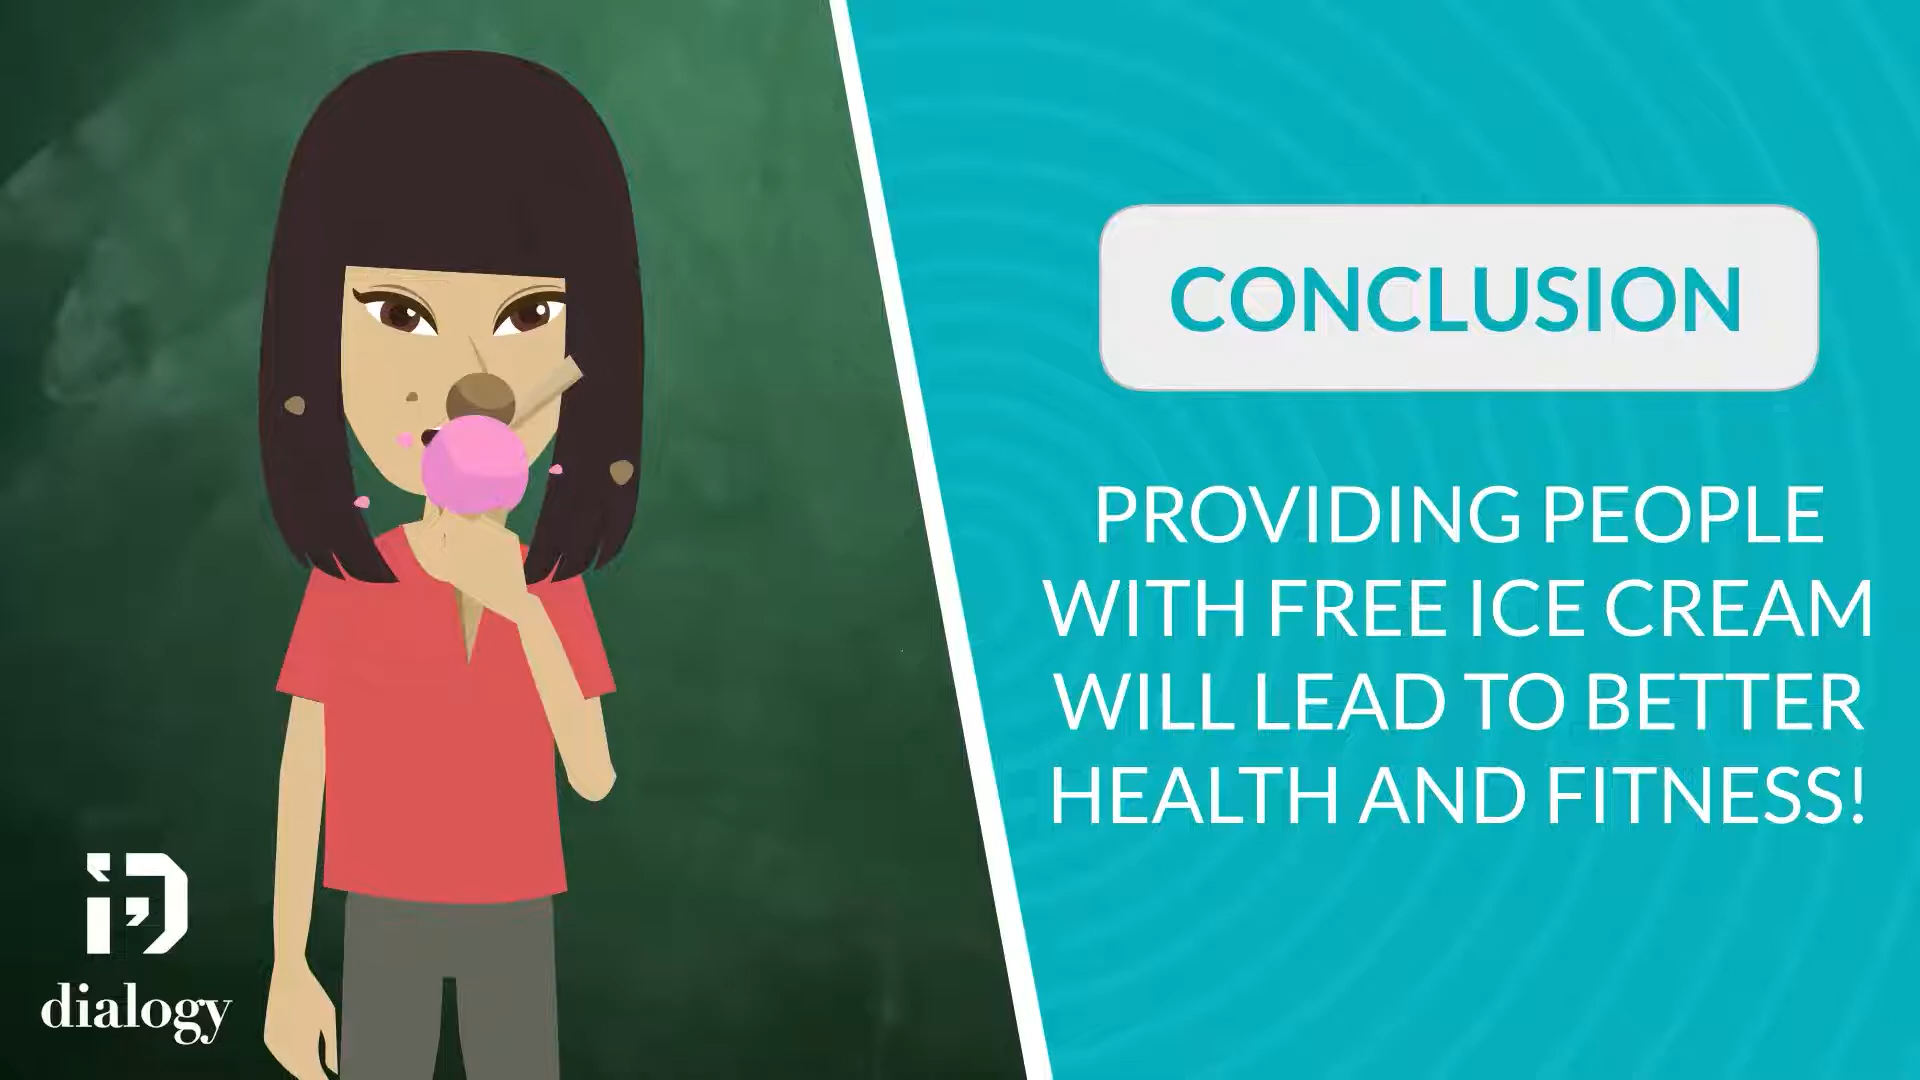 CONCLUSION
PROVIDING PEOPLE
WITH FREE ICE CREAM
WILL LEAD TO BETTER
HEALTH AND FITNESS!
dialogy